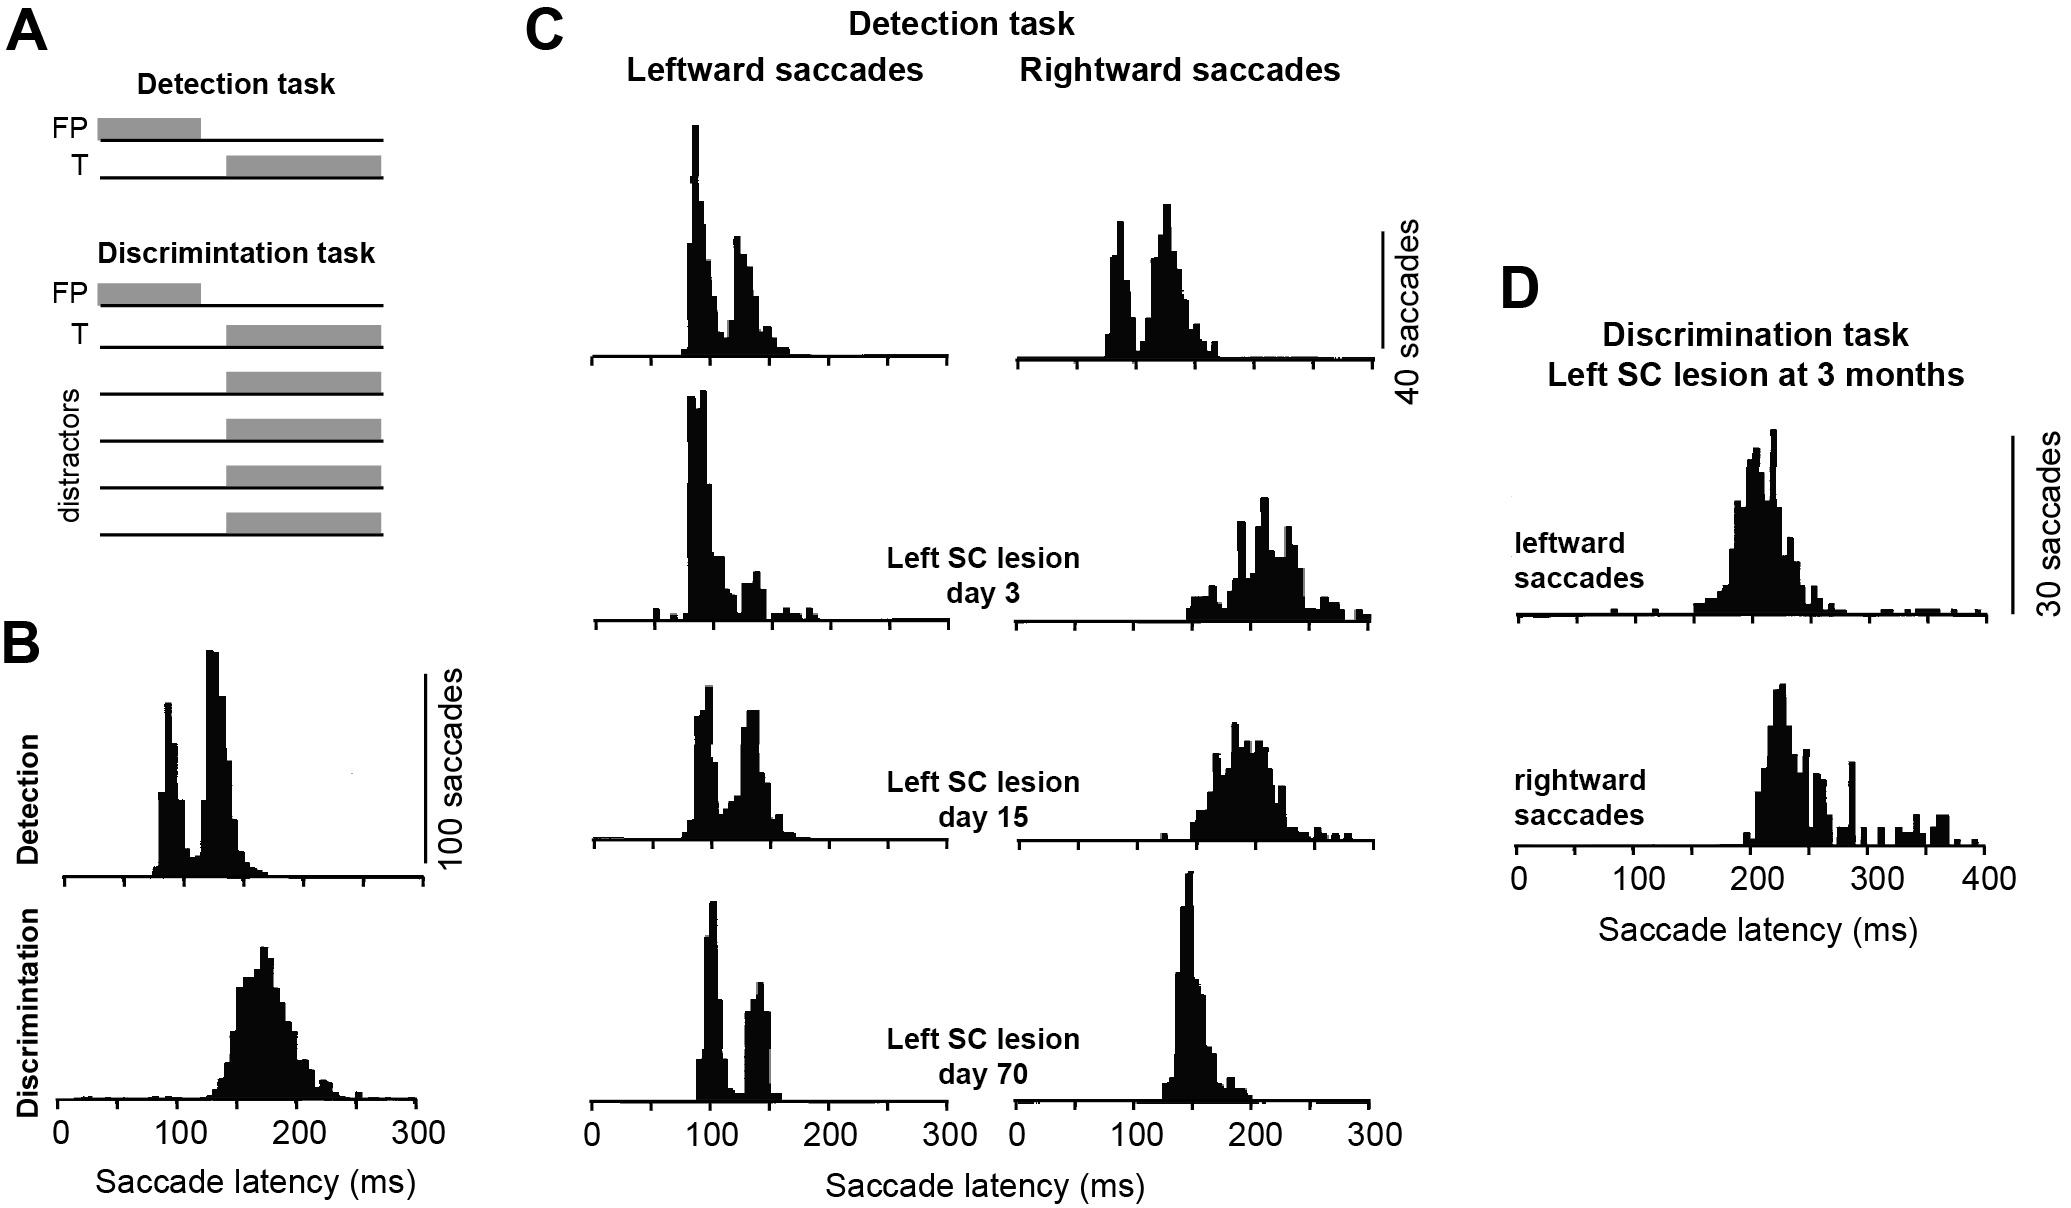 A
Detection task
FP
T
Discrimintation task
FP
T
distractors
B
Detection
100 saccades
Discrimintation
0 100 200 300
Saccade latency (ms)
C
Detection task
Leftward saccades
Rightward saccades
40 saccades
Left SC lesion
day 3
Left SC lesion
day 15
Left SC lesion
day 70
0 100 200 300
0 100 200 300
Saccade latency (ms)
D
Discrimination task
Left SC lesion at 3 months
leftward
saccades
30 saccades
rightward
saccades
0 100 200 300 400
Saccade latency (ms)